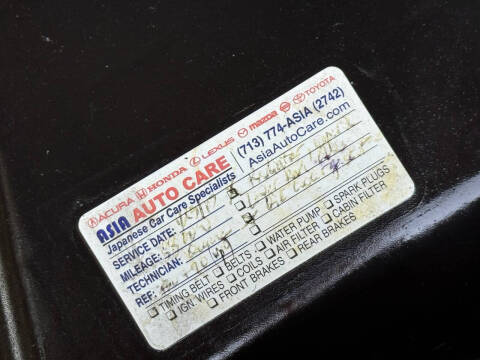 ACURA HONDA LEXUS mazda TOYOTA
ASIA AUTO CARE (713) 774-ASIA (2742)
Japanese Car Care Specialists AsiaAutoCare.com
SERVICE DATE:
MILEAGE:
TECHNICIAN:
REF:
TIMING BELT BELTS WATER PUMP SPARK PLUGS
IGN. WIRES COILS AIR FILTER CABIN FILTER
FRONT BRAKES REAR BRAKES